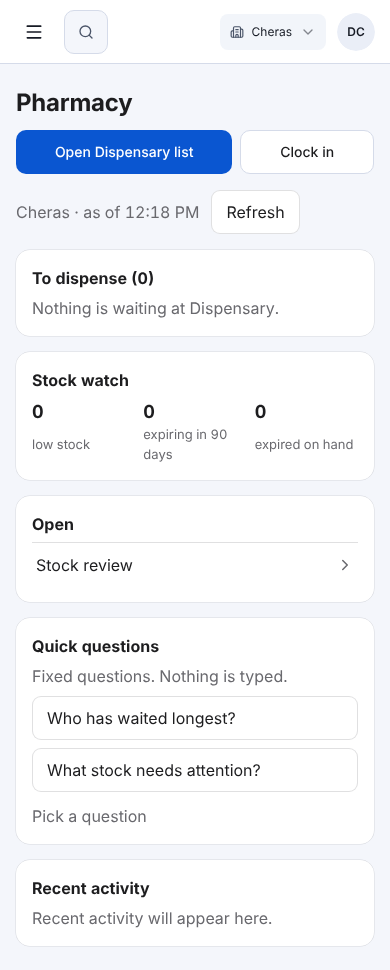 Cheras
DC
Pharmacy
Open Dispensary list
Clock in
Cheras · as of 12:18 PM
Refresh
To dispense (0)
Nothing is waiting at Dispensary.
Stock watch
0
0
0
low stock
expiring in 90
days
expired on hand
Open
Stock review
Quick questions
Fixed questions. Nothing is typed.
Who has waited longest?
What stock needs attention?
Pick a question
Recent activity
Recent activity will appear here.